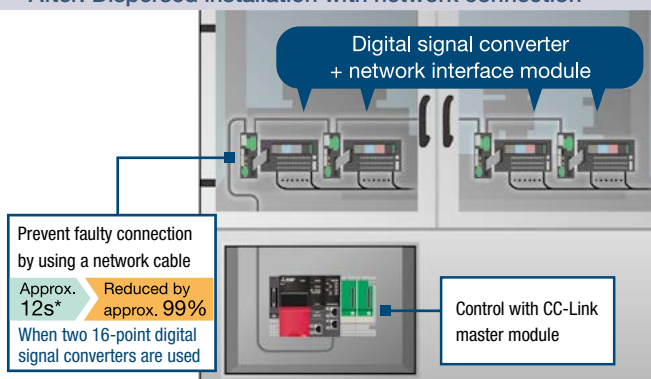 After: Dispersed installation with network connection
Digital signal converter
+ network interface module
Prevent faulty connection
by using a network cable
Approx.
12s*
Reduced by
approx. 99%
When two 16-point digital
signal converters are used
Control with CC-Link
master module